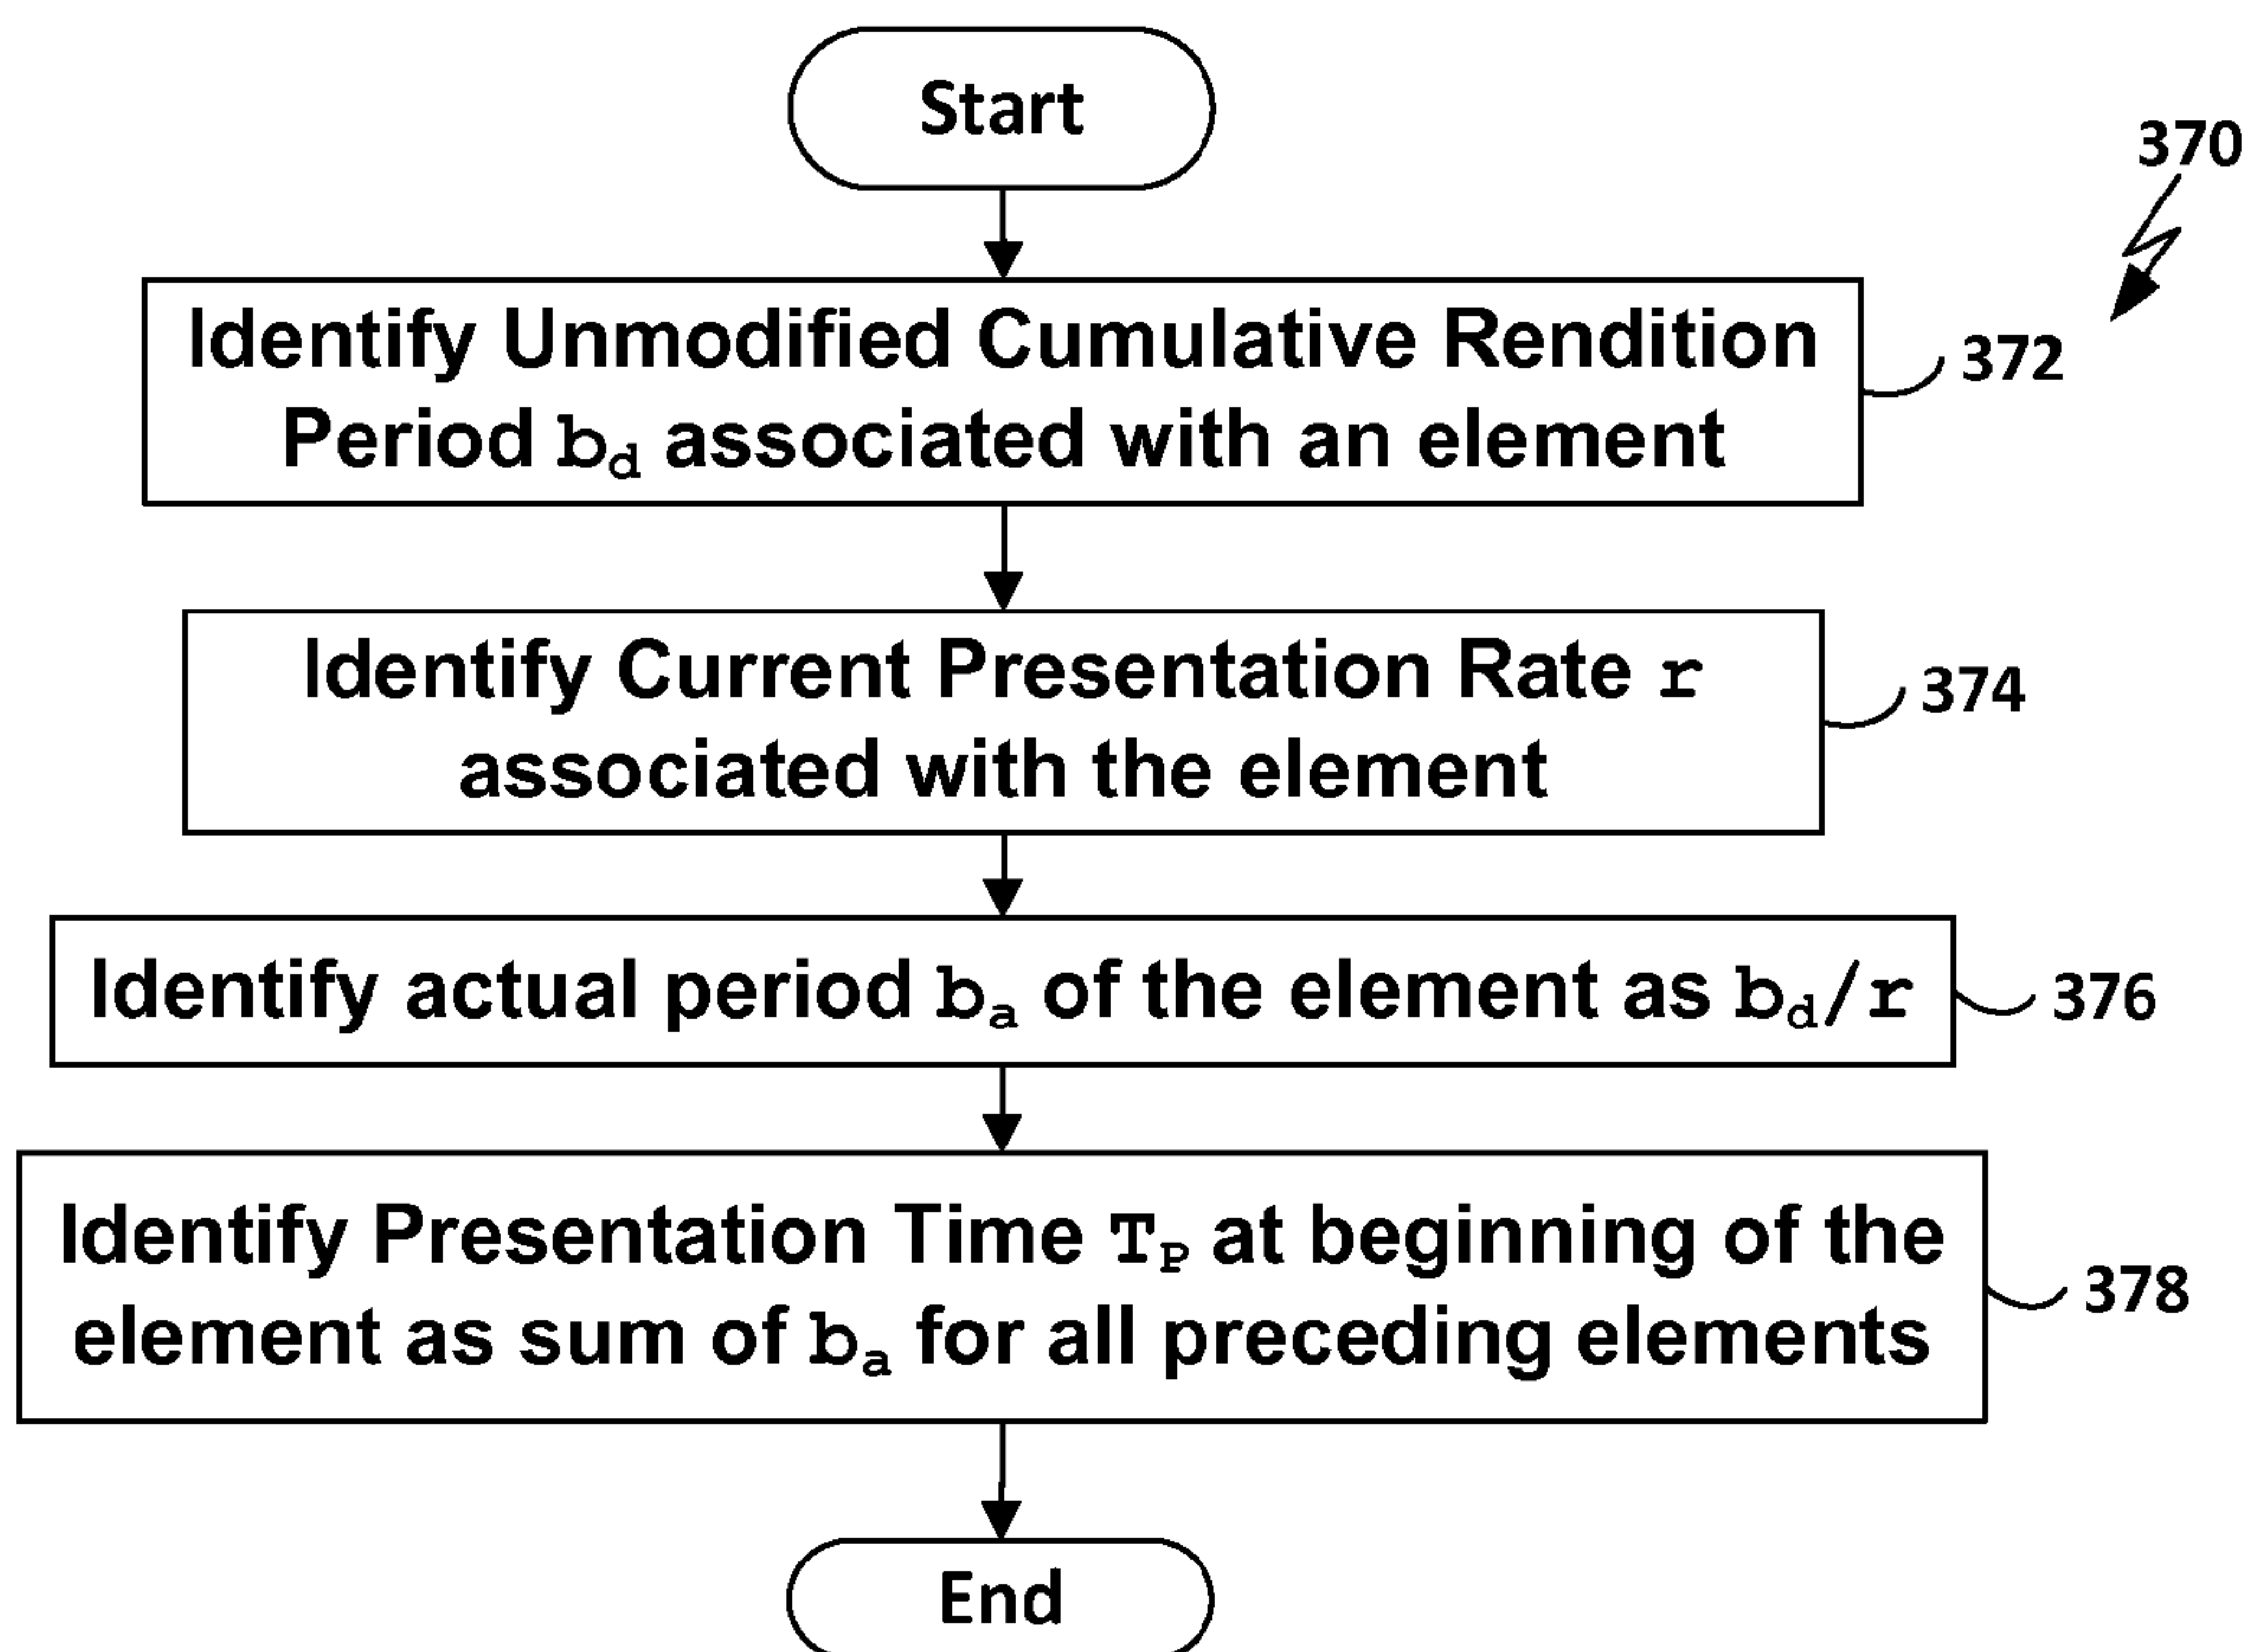 Start
370
Identify Unmodified Cumulative Rendition
Period bd associated with an element
372
Identify Current Presentation Rate r
associated with the element
374
Identify actual period ba of the element as bd/r
376
Identify Presentation Time TP at beginning of the
element as sum of ba for all preceding elements
378
End